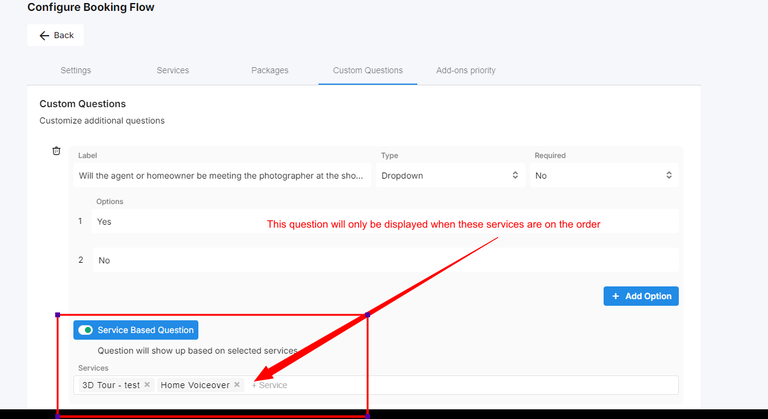 Configure Booking Flow
Back
Settings Services Packages Custom Questions Add-ons priority
Custom Questions
Customize additional questions
Label Type Required
Will the agent or homeowner be meeting the photographer at the sho... Dropdown No
Options
1 Yes
This question will only be displayed when these services are on the order
2 No
+ Add Option
Service Based Question
Question will show up based on selected services
Services
3D Tour - test × Home Voiceover × + Service